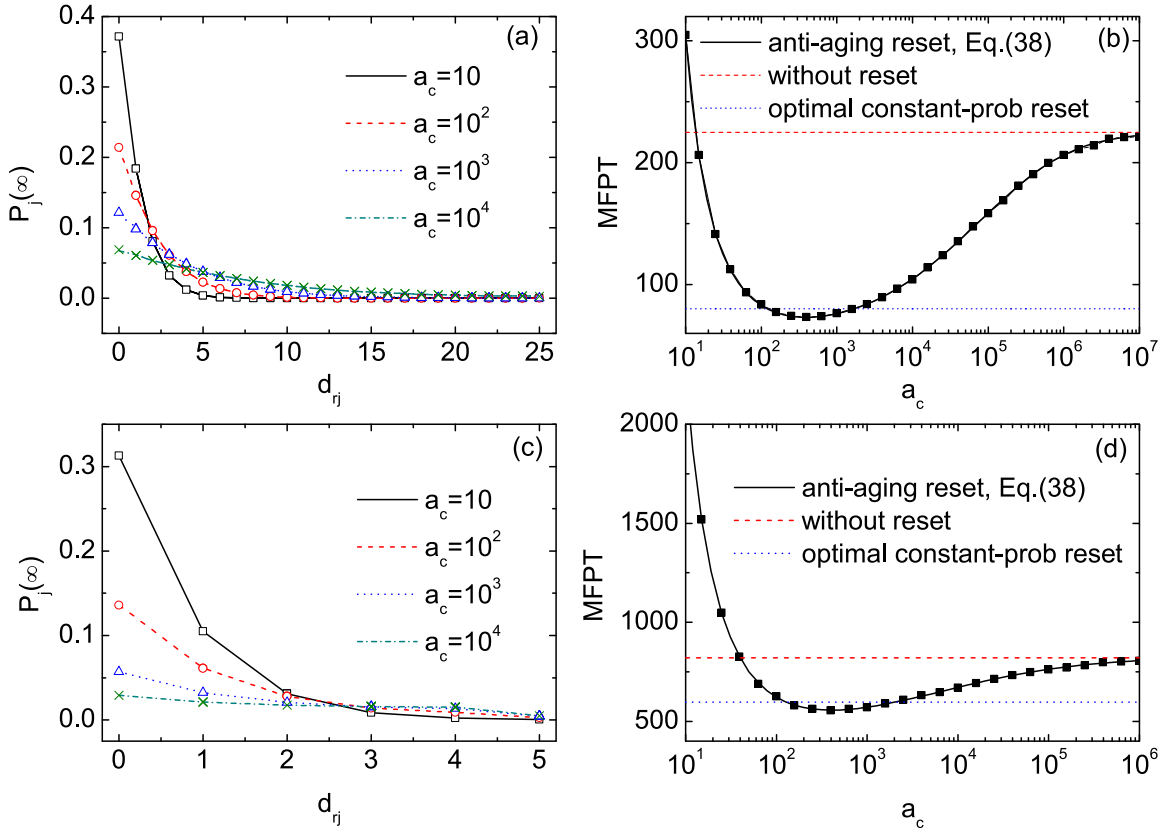 (a)
a_c=10
a_c=10^2
a_c=10^3
a_c=10^4
0.4
0.3
0.2
0.1
0.0
P_j(∞)
0 5 10 15 20 25
d_rj
(b)
anti-aging reset, Eq.(38)
without reset
optimal constant-prob reset
300
200
100
MFPT
10^1 10^2 10^3 10^4 10^5 10^6 10^7
a_c
(c)
a_c=10
a_c=10^2
a_c=10^3
a_c=10^4
0.3
0.2
0.1
0.0
P_j(∞)
0 1 2 3 4 5
d_rj
(d)
anti-aging reset, Eq.(38)
without reset
optimal constant-prob reset
2000
1500
1000
500
MFPT
10^1 10^2 10^3 10^4 10^5 10^6
a_c